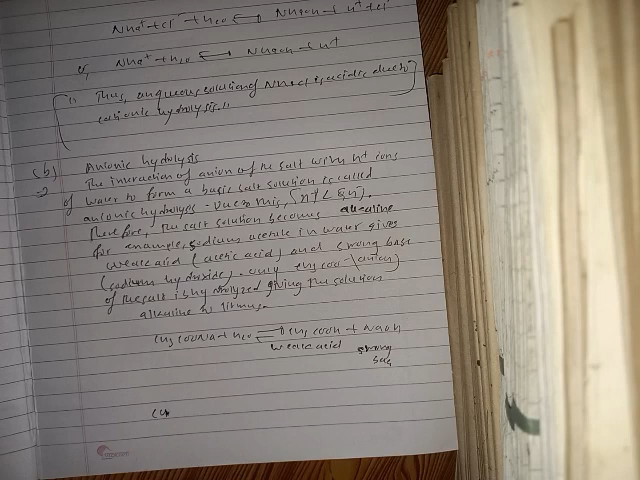 NH4+ + Cl- + H2O ⇌ NH4OH + H+ + Cl-
or, NH4+ + H2O ⇌ NH4OH + H+
" Thus, an queous solution of NH4Cl is acidic due to
cationic hydrolysis."
(b) Anionic hydrolysis
→ The interaction of anion of the salt with H+ ions
of water to form a basic salt solution is called
anionic hydrolysis. Due to this,
Therefore, the salt solution becomes alkaline
for example, sodium acetate in water gives
weak acid (acetic acid) and strong base
(sodium hydroxide). only CH3COO- (anion)
of the salt is hydrolyzed giving the solution
alkaline to litmus.
CH3COONa + H2O ⇌ CH3COOH + NaOH
weak acid strong
base